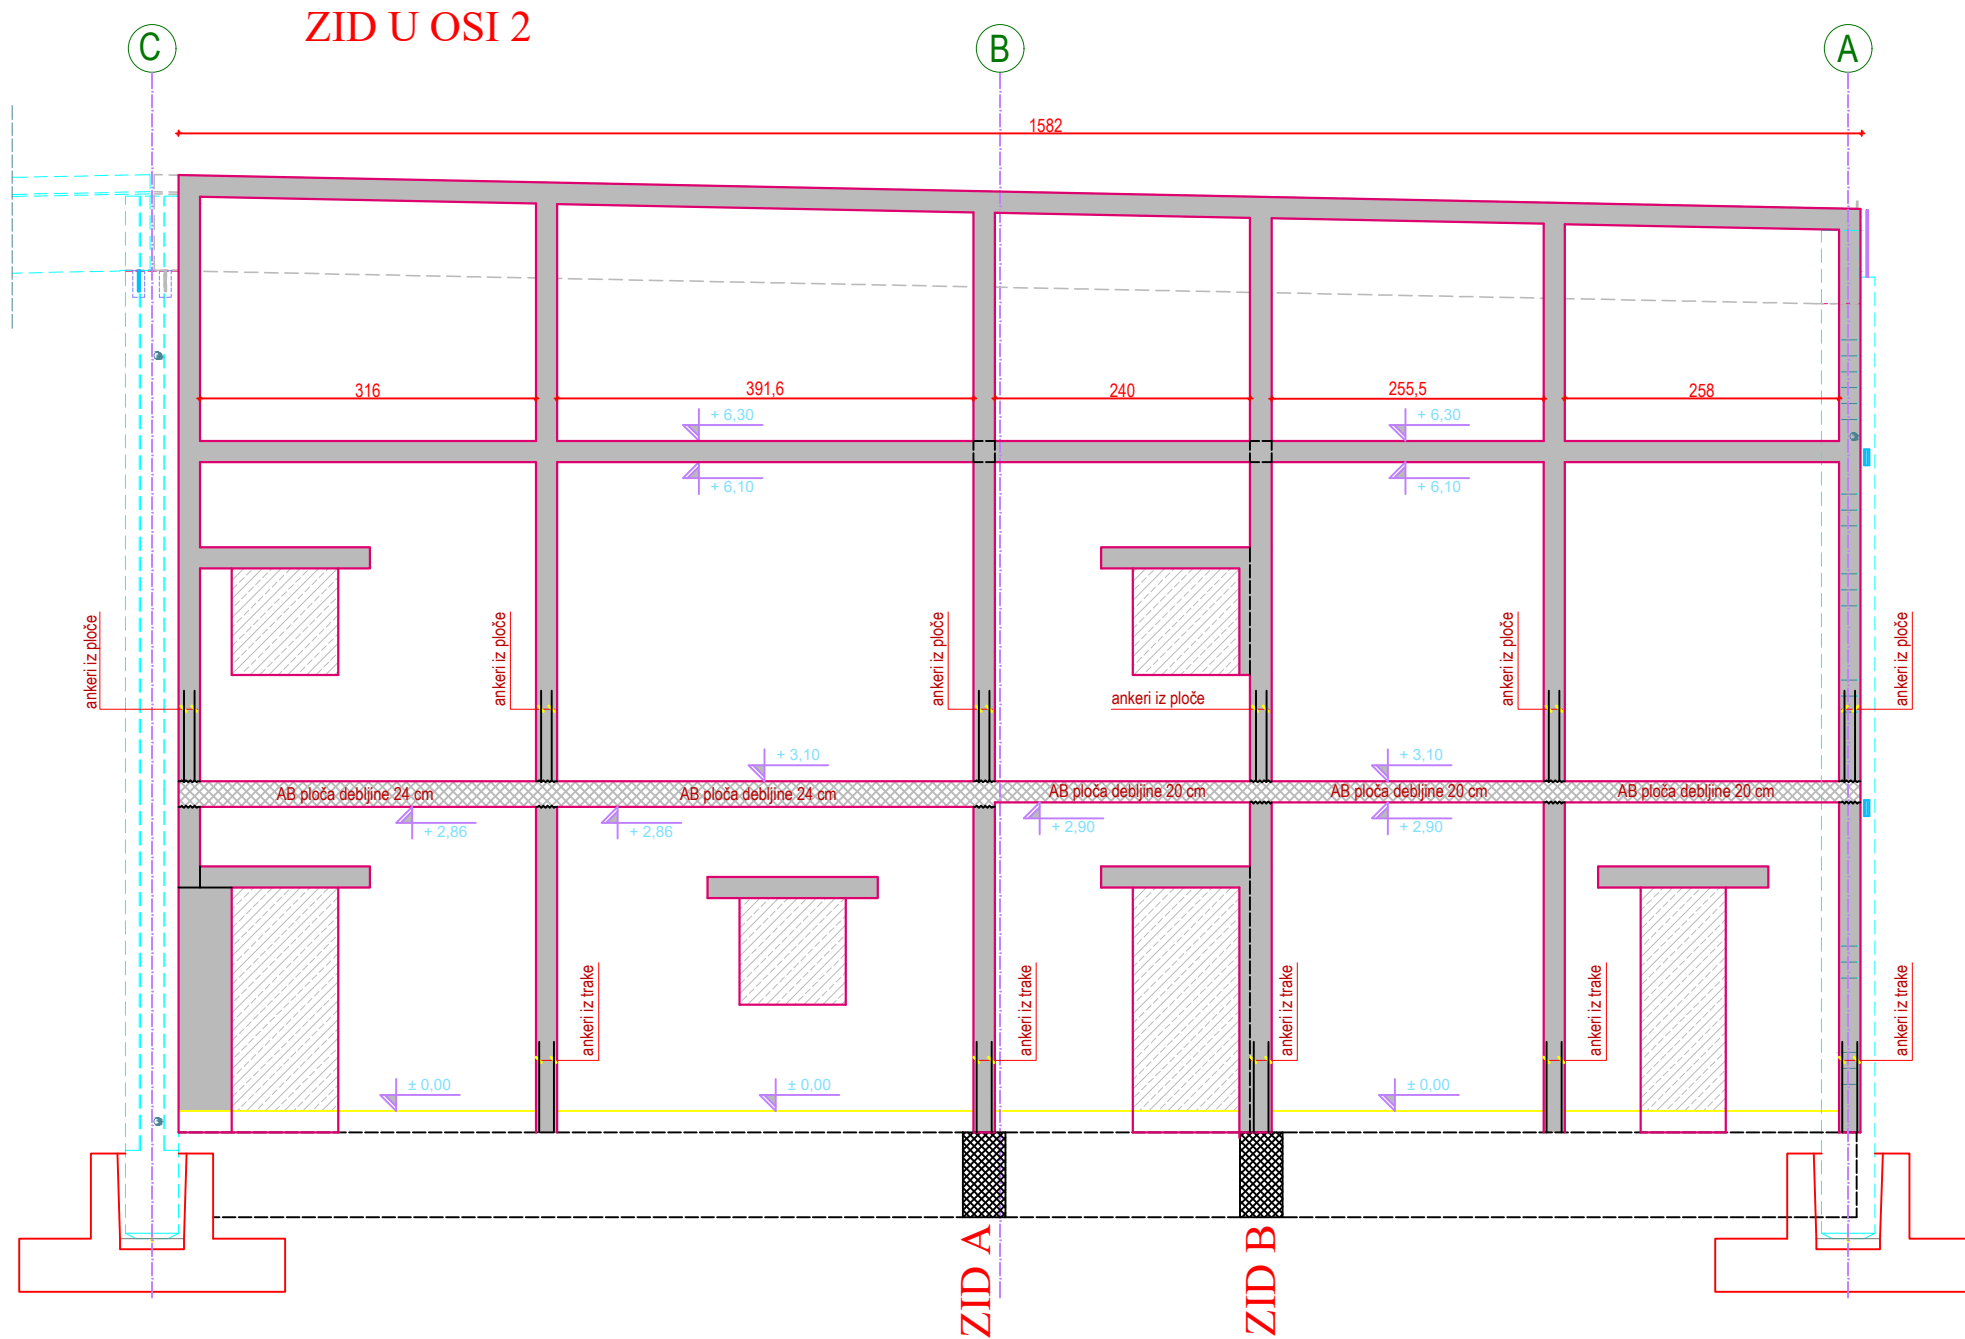 ZID U OSI 2
C
B
A
1582
316
391,6
240
255,5
258
+ 6,30
+ 6,30
+ 6,10
+ 6,10
ankeri iz ploče
ankeri iz ploče
ankeri iz ploče
ankeri iz ploče
ankeri iz ploče
ankeri iz ploče
+ 3,10
+ 3,10
AB ploča debljine 24 cm
AB ploča debljine 24 cm
AB ploča debljine 20 cm
AB ploča debljine 20 cm
AB ploča debljine 20 cm
+ 2,86
+ 2,86
+ 2,90
+ 2,90
ankeri iz trake
ankeri iz trake
ankeri iz trake
ankeri iz trake
ankeri iz trake
± 0,00
± 0,00
± 0,00
ZID A
ZID B